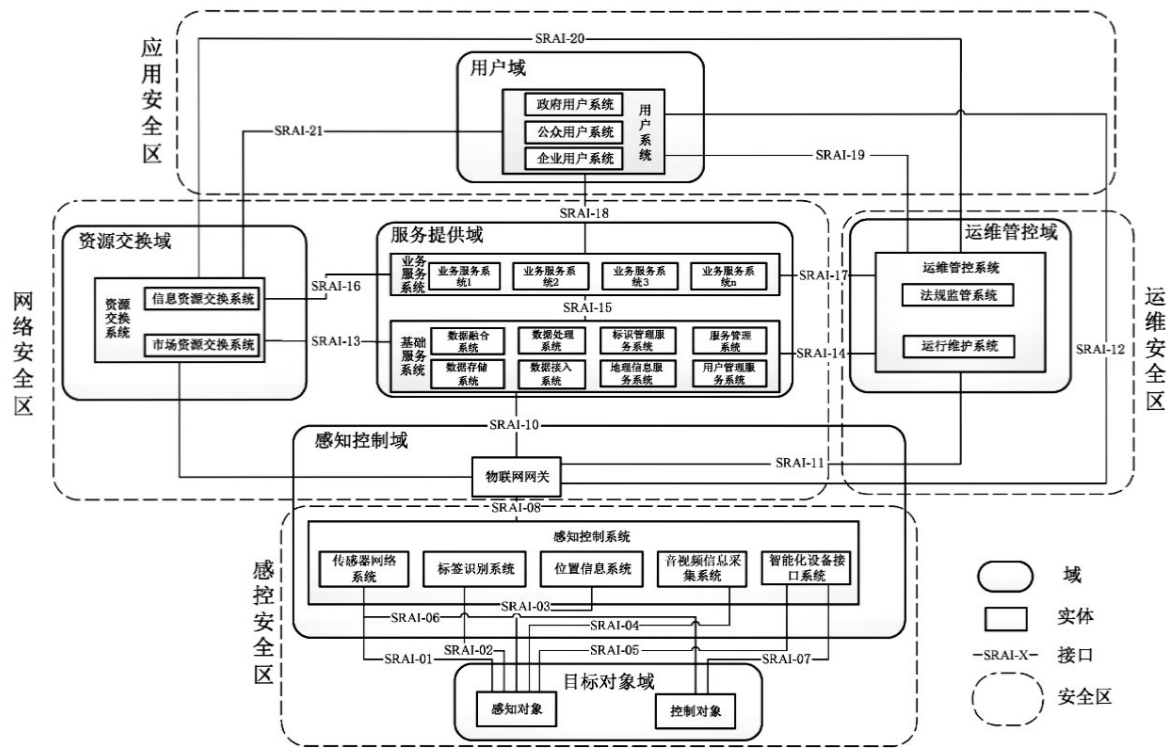 SRAI-20
应用安全区
用户域
政府用户系统
公众用户系统
企业用户系统
用户系统
SRAI-21
SRAI-19
SRAI-18
资源交换域
服务提供域
运维管控域
业务服务系统
业务服务系统1
业务服务系统2
业务服务系统3
业务服务系统n
SRAI-16
SRAI-17
运维管控系统
资源交换系统
信息资源交换系统
市场资源交换系统
法规监管系统
运行维护系统
SRAI-15
SRAI-13
基础服务系统
数据融合系统
数据处理系统
标识管理服务系统
服务管理系统
数据存储系统
数据接入系统
地理信息服务系统
用户管理服务系统
SRAI-14
SRAI-12
网络安全区
运维安全区
SRAI-10
感知控制域
物联网网关
SRAI-11
SRAI-08
感知控制系统
传感器网络系统
标签识别系统
位置信息系统
音视频信息采集系统
智能化设备接口系统
感控安全区
SRAI-03
SRAI-06
SRAI-04
SRAI-02
SRAI-05
SRAI-01
SRAI-07
目标对象域
感知对象
控制对象
域
实体
SRAI-X
接口
安全区